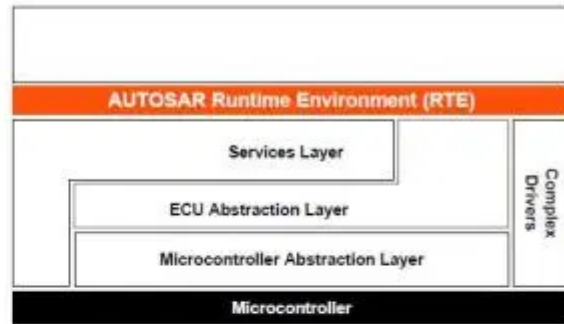 AUTOSAR Runtime Environment (RTE)
Services Layer
ECU Abstraction Layer
Complex
Drivers
Microcontroller Abstraction Layer
Microcontroller